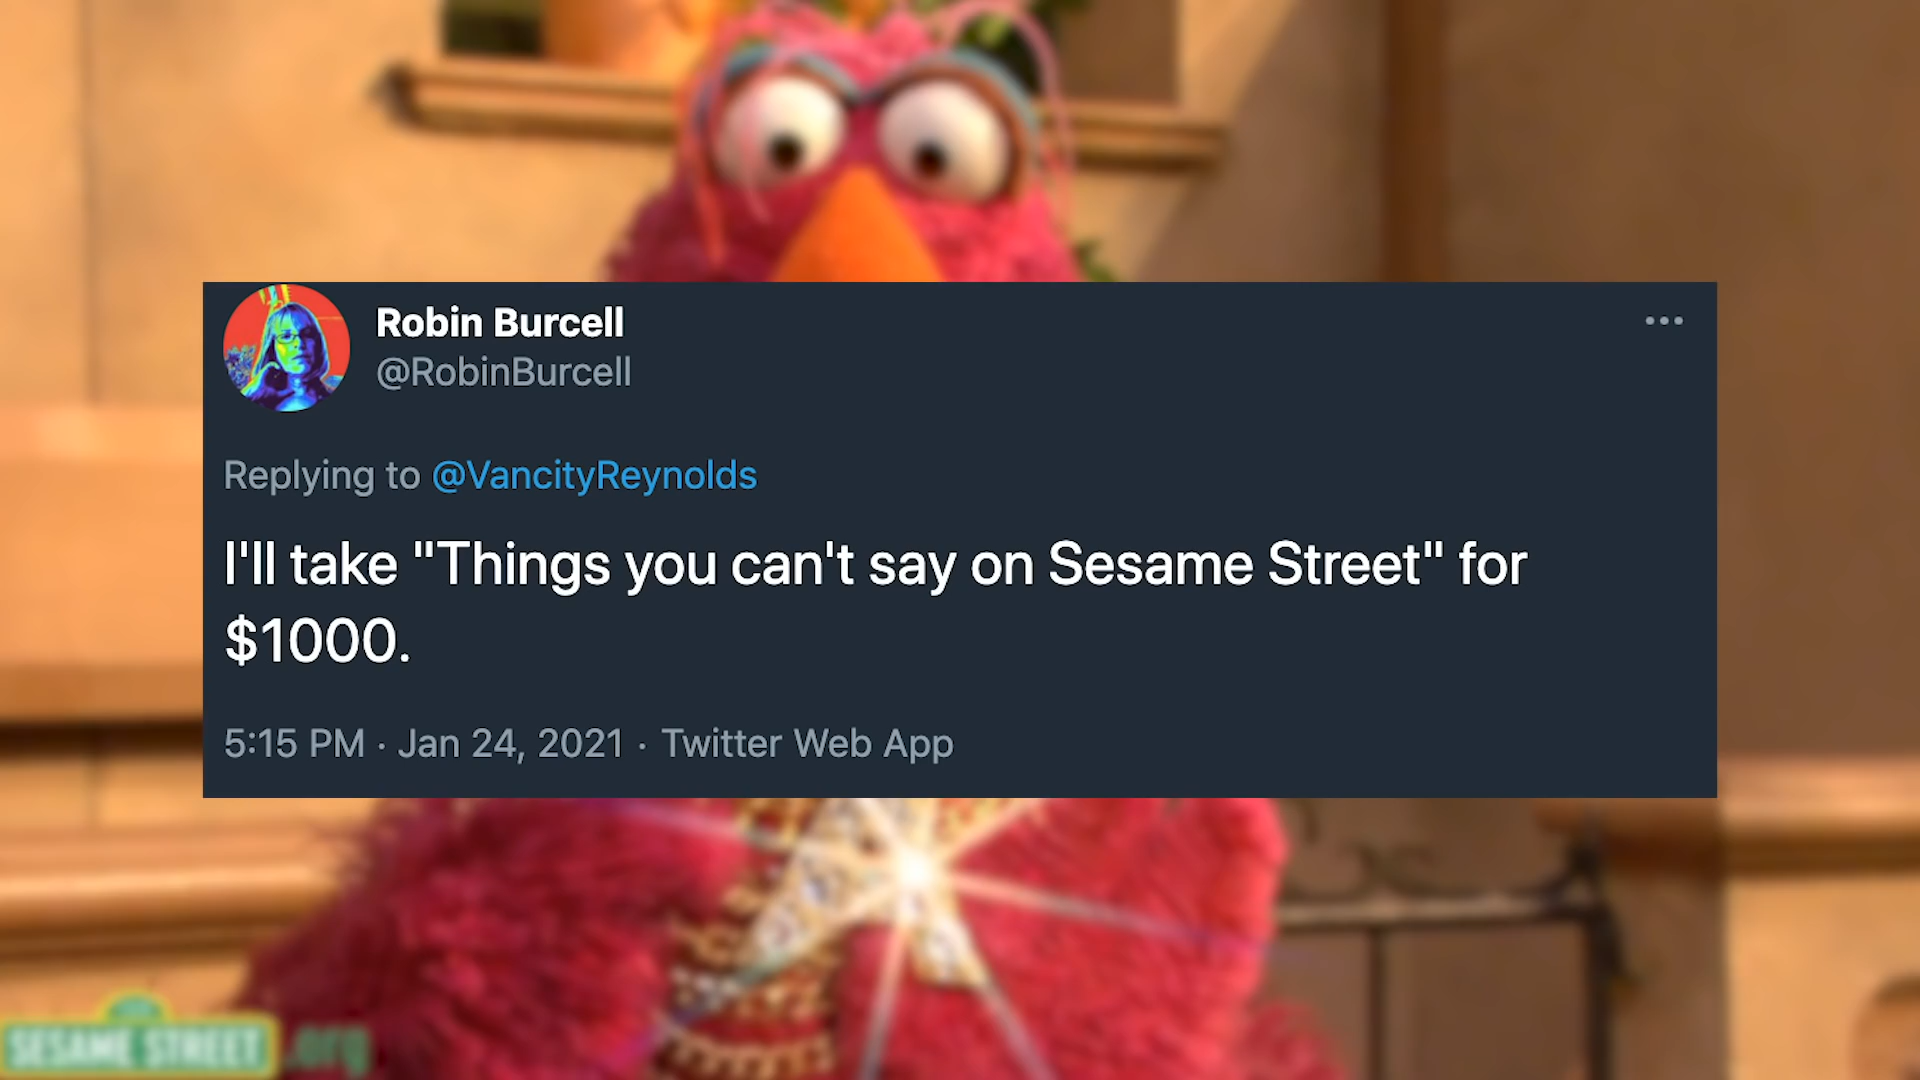 Robin Burcell
@RobinBurcell
Replying to @VancityReynolds
I'll take "Things you can't say on Sesame Street" for
$1000.
5:15 PM · Jan 24, 2021 · Twitter Web App
SESAME STREET .org